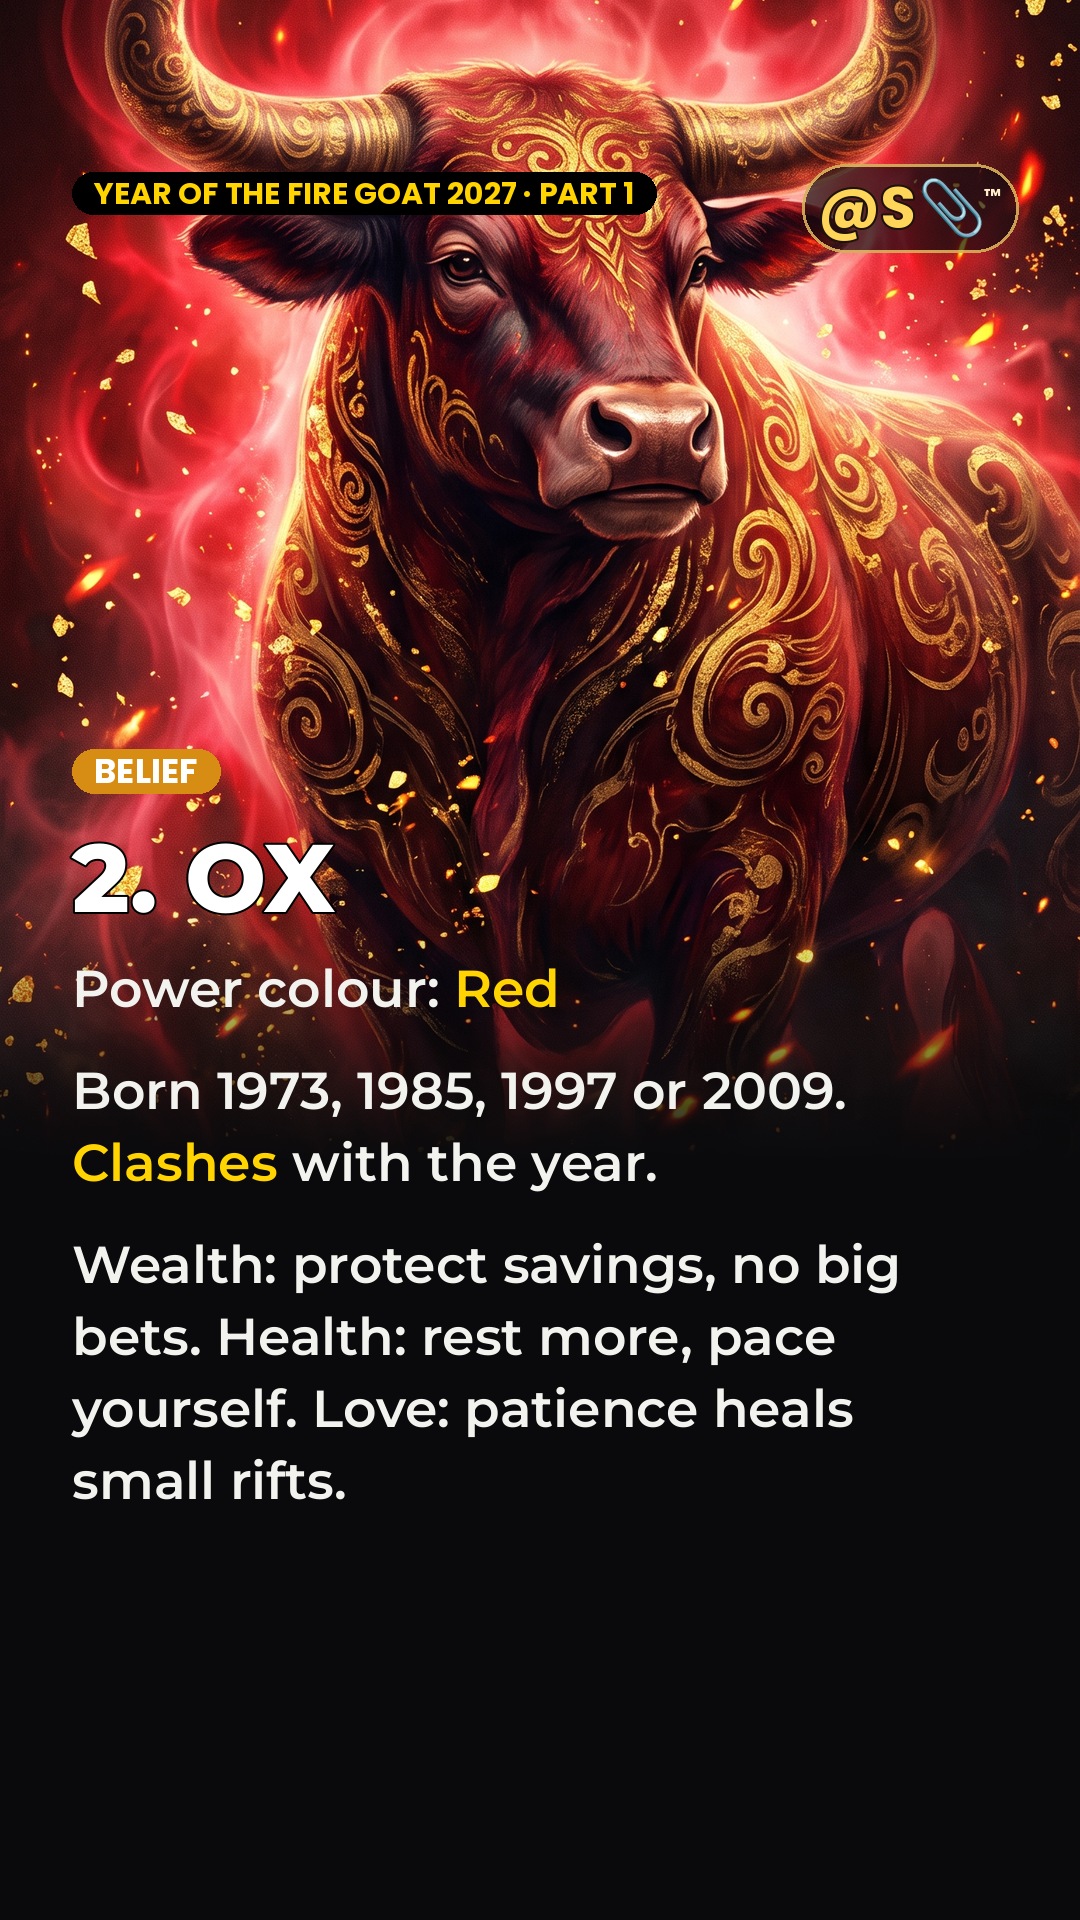 YEAR OF THE FIRE GOAT 2027 · PART 1
@S📎™
BELIEF
2. OX
Power colour: Red
Born 1973, 1985, 1997 or 2009.
Clashes with the year.
Wealth: protect savings, no big
bets. Health: rest more, pace
yourself. Love: patience heals
small rifts.